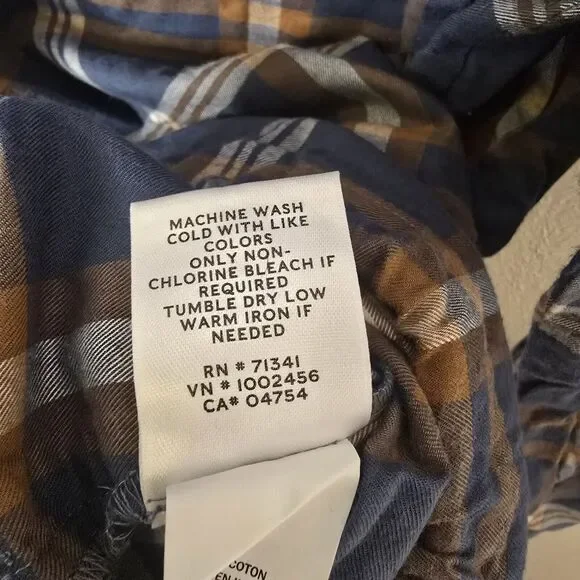 MACHINE WASH
COLD WITH LIKE
COLORS
ONLY NON-
CHLORINE BLEACH IF
REQUIRED
TUMBLE DRY LOW
WARM IRON IF
NEEDED
RN # 71341
VN # 1002456
CA# 04754
COTON